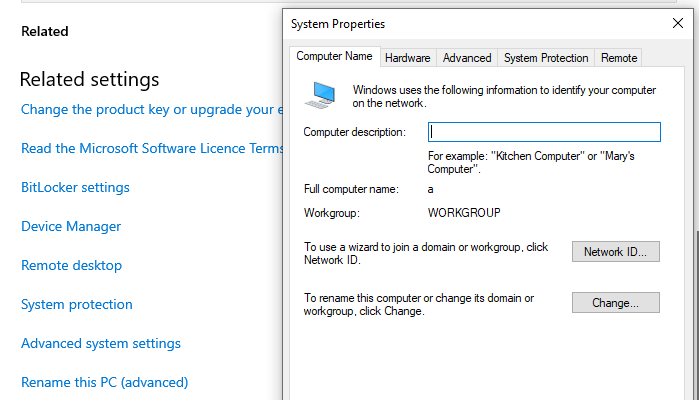 Related
Related settings
Change the product key or upgrade your e
Read the Microsoft Software Licence Terms
BitLocker settings
Device Manager
Remote desktop
System protection
Advanced system settings
Rename this PC (advanced)
System Properties
Computer Name Hardware Advanced System Protection Remote
Windows uses the following information to identify your computer
on the network.
Computer description:
For example: "Kitchen Computer" or "Mary's
Computer".
Full computer name: a
Workgroup: WORKGROUP
To use a wizard to join a domain or workgroup, click
Network ID.
Network ID...
To rename this computer or change its domain or
workgroup, click Change.
Change...